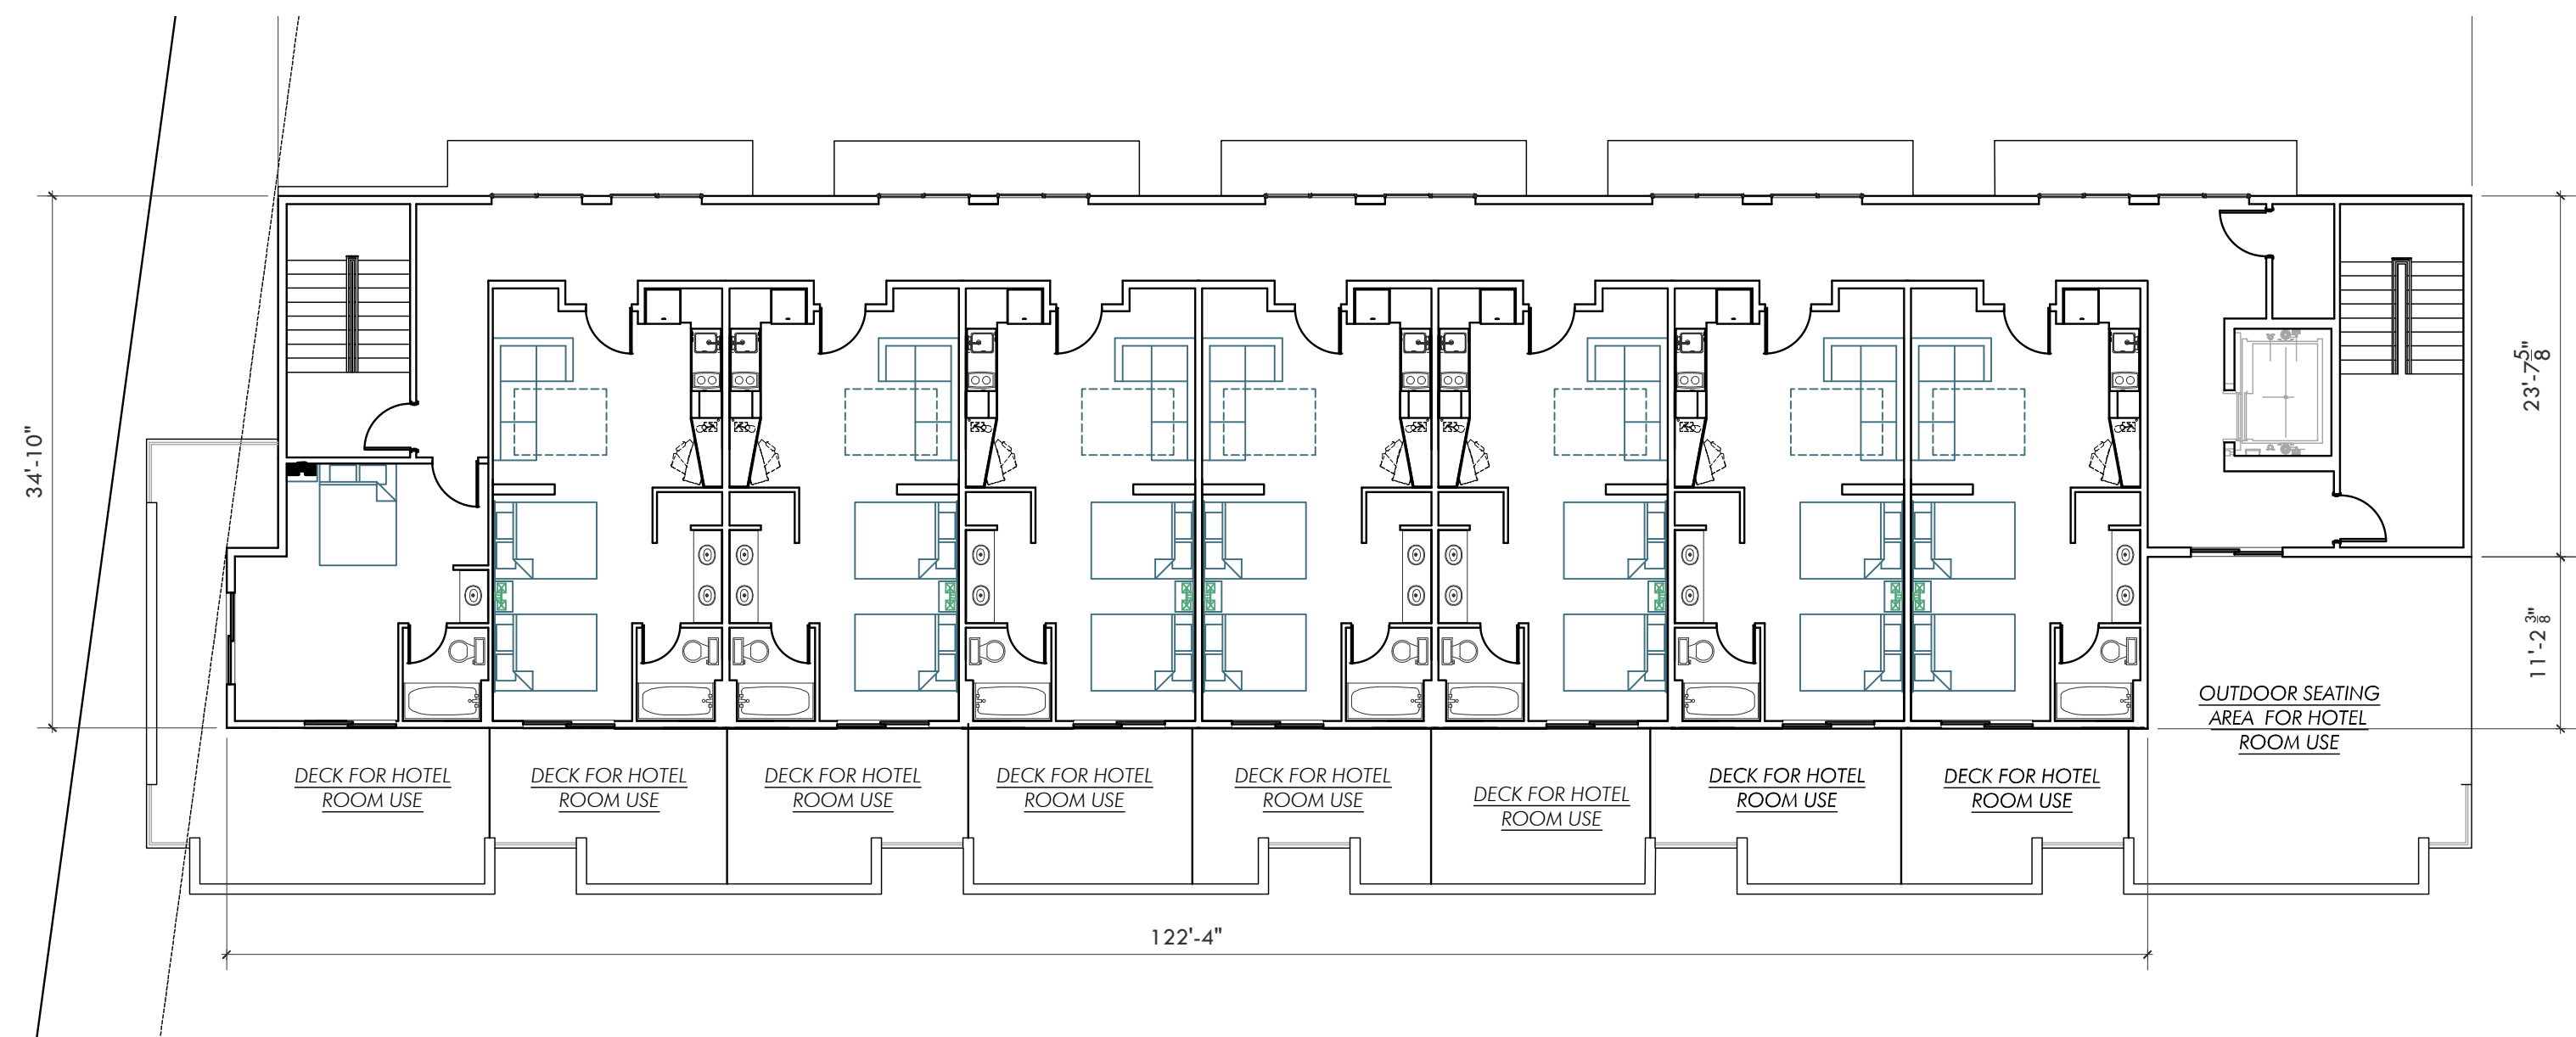 34'-10"
23'-7 5/8"
11'-2 3/8"
OUTDOOR SEATING
AREA FOR HOTEL
ROOM USE
DECK FOR HOTEL
ROOM USE
DECK FOR HOTEL
ROOM USE
DECK FOR HOTEL
ROOM USE
DECK FOR HOTEL
ROOM USE
DECK FOR HOTEL
ROOM USE
DECK FOR HOTEL
ROOM USE
DECK FOR HOTEL
ROOM USE
DECK FOR HOTEL
ROOM USE
122'-4"